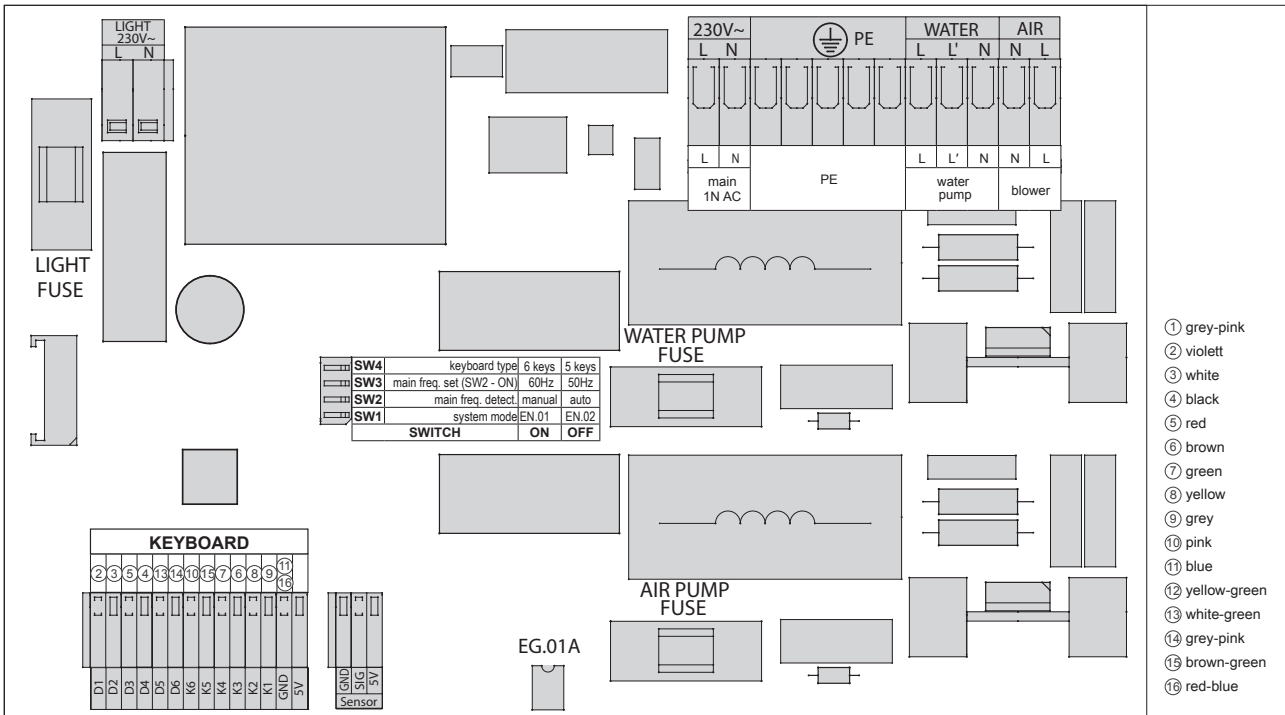 LIGHT
230V~
L N
230V~ PE WATER AIR
L N L L' N N L
L N PE L L' N N L
main
1N AC
water
pump
blower
LIGHT
FUSE
WATER PUMP
FUSE
SW4 keyboard type 6 keys 5 keys
SW3 main freq. set (SW2 - ON) 60Hz 50Hz
SW2 main freq. detect. manual auto
SW1 system mode EN.01 EN.02
SWITCH ON OFF
KEYBOARD
2 3 5 4 13 14 10 15 7 6 8 9 11 16
D1 D2 D3 D4 D5 D6 K6 K5 K4 K3 K2 K1 GND 5V
GND SIG 5V
Sensor
EG.01A
AIR PUMP
FUSE
1 grey-pink
2 violett
3 white
4 black
5 red
6 brown
7 green
8 yellow
9 grey
10 pink
11 blue
12 yellow-green
13 white-green
14 grey-pink
15 brown-green
16 red-blue